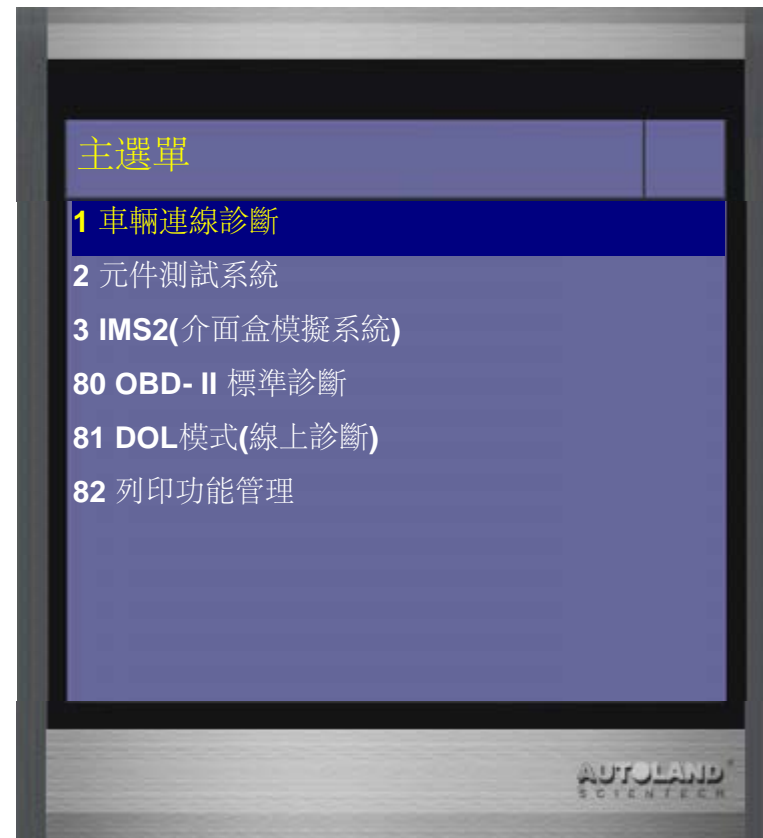 主選單
1 車輛連線診斷
2 元件測試系統
3 IMS2(介面盒模擬系統)
80 OBD- II 標準診斷
81 DOL模式(線上診斷)
82 列印功能管理
AUTOLAND
SCIENTECH